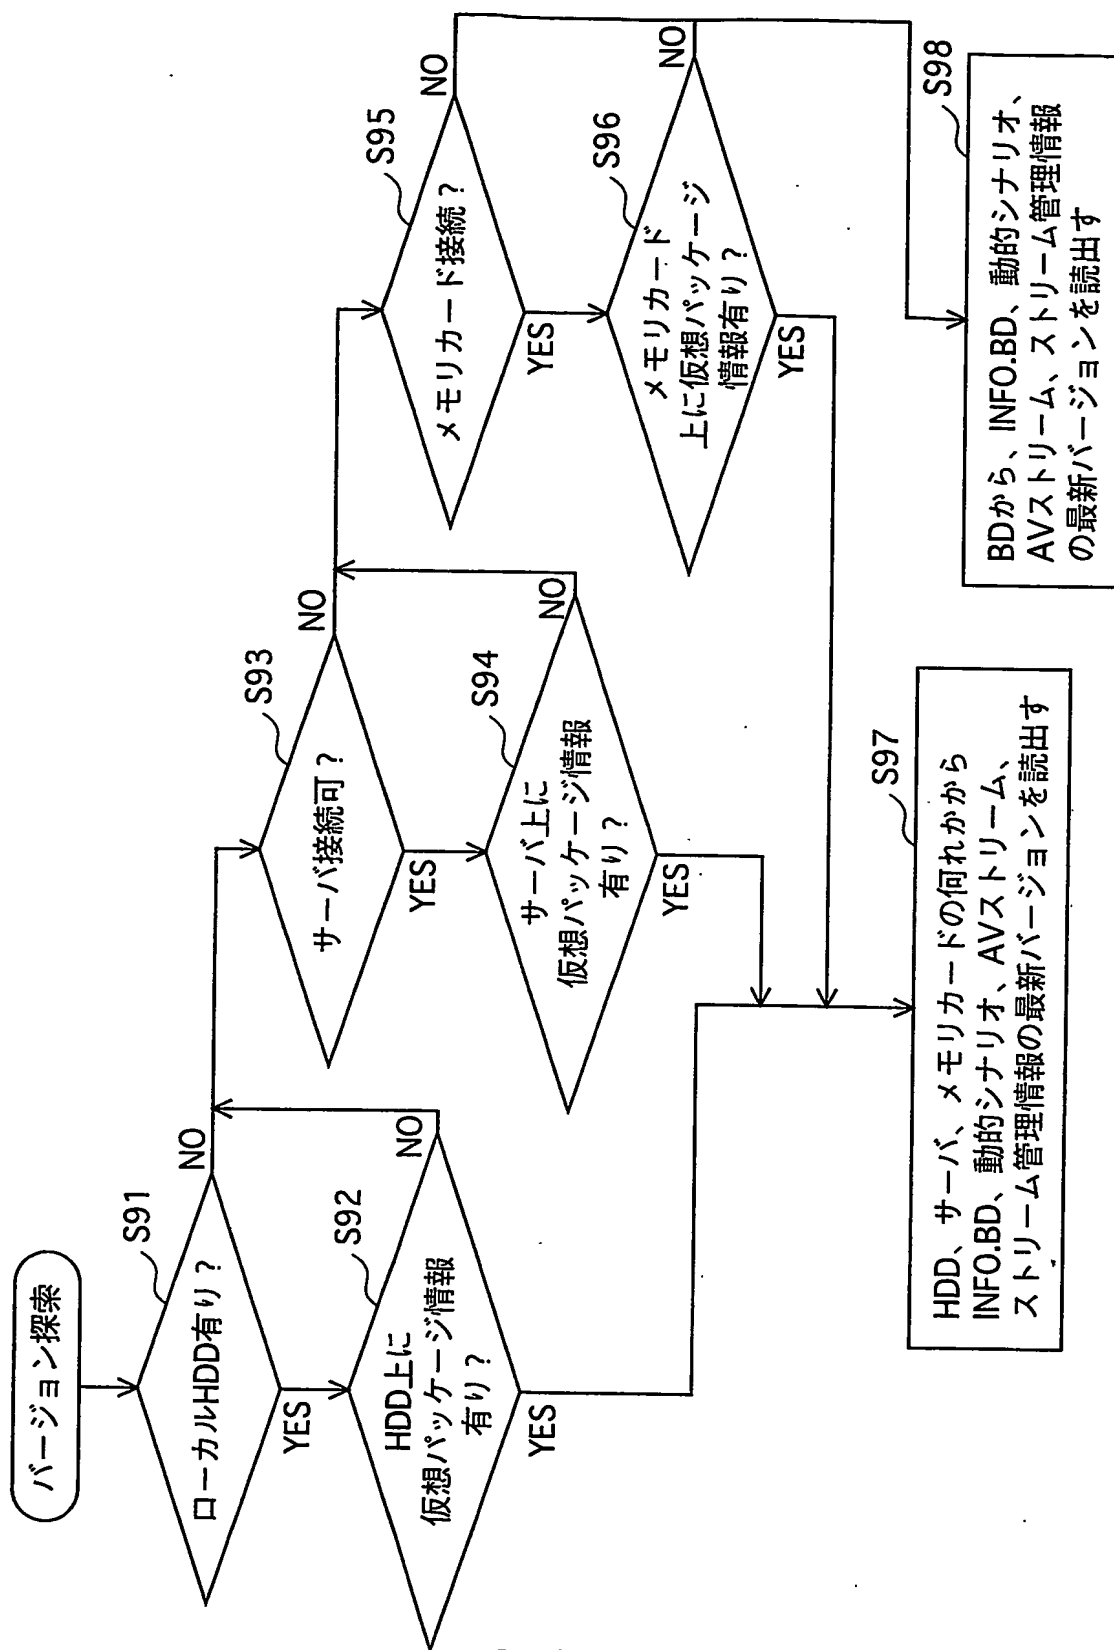 バージョン探索
S91
ローカルHDD有り？
NO
YES
S92
HDD上に
仮想パッケージ情報
有り？
NO
YES
S93
サーバ接続可？
NO
YES
S94
サーバ上に
仮想パッケージ情報
有り？
NO
YES
S95
メモリカード接続？
NO
YES
S96
メモリカード
上に仮想パッケージ
情報有り？
NO
YES
S97
HDD、サーバ、メモリカードの何れかから
INFO.BD、動的シナリオ、AVストリーム、
ストリーム管理情報の最新バージョンを読出す
S98
BDから、INFO.BD、動的シナリオ、
AVストリーム、ストリーム管理情報
の最新バージョンを読出す